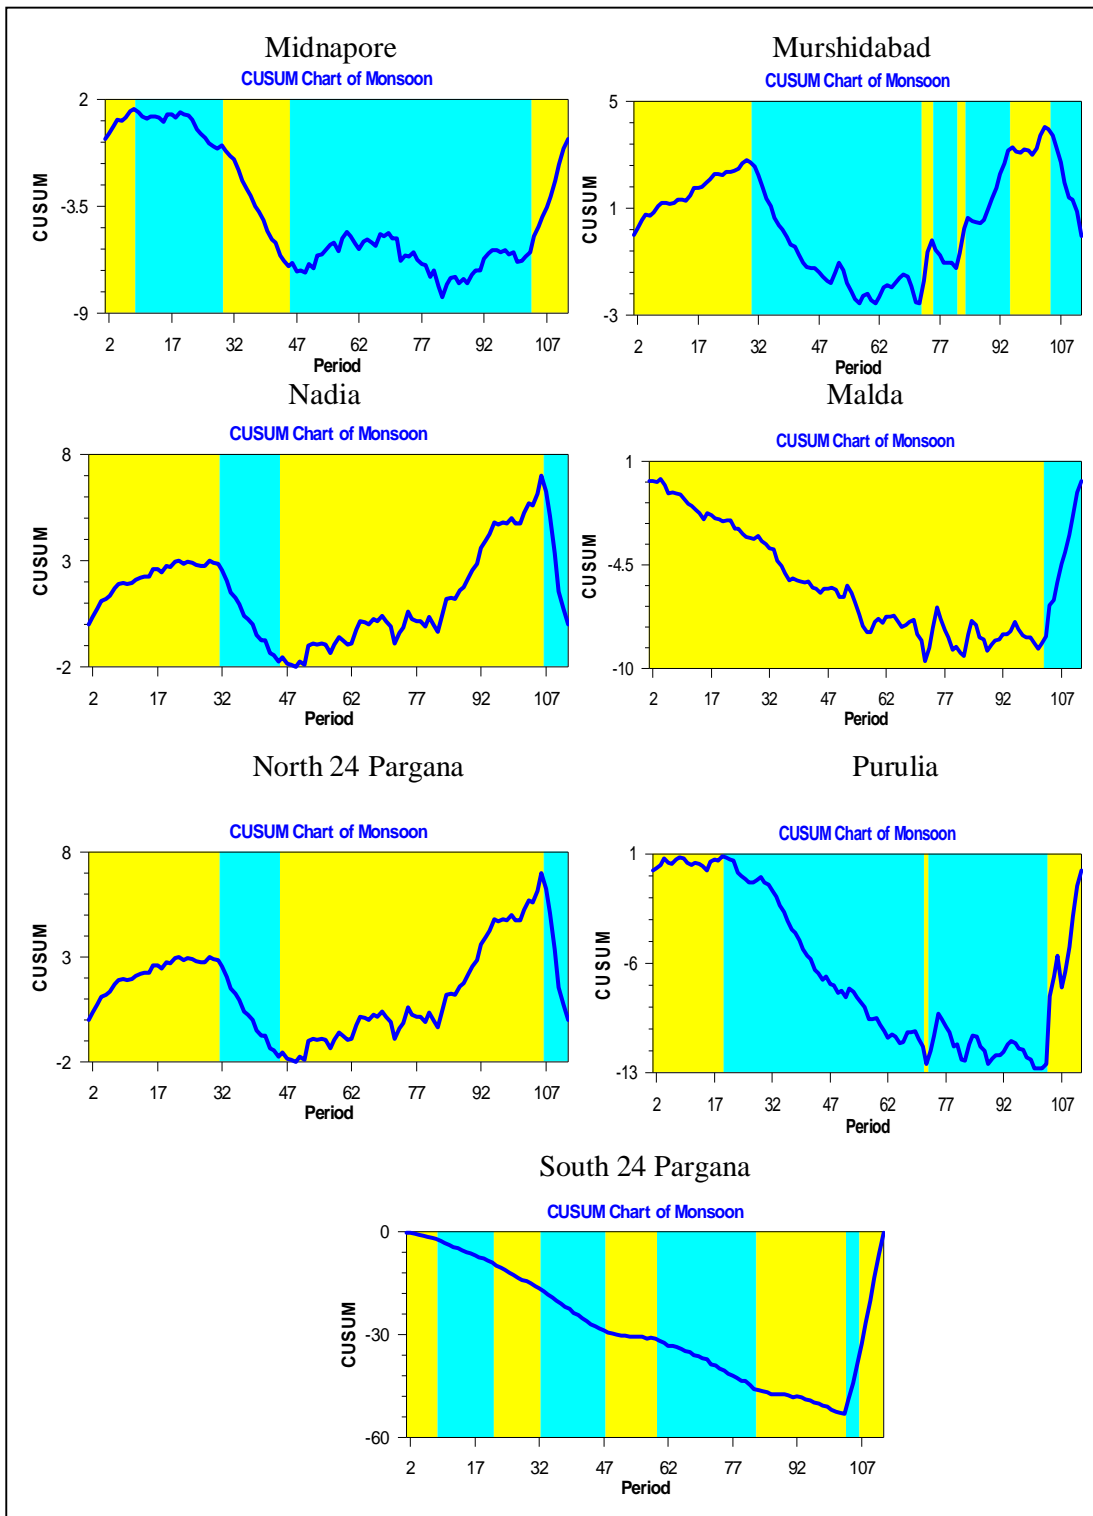 Midnapore
CUSUM Chart of Monsoon
2
-3.5
-9
CUSUM
2 17 32 47 62 77 92 107
Period
Murshidabad
CUSUM Chart of Monsoon
5
1
-3
CUSUM
2 17 32 47 62 77 92 107
Period
Nadia
CUSUM Chart of Monsoon
8
3
-2
CUSUM
2 17 32 47 62 77 92 107
Period
Malda
CUSUM Chart of Monsoon
1
-4.5
-10
CUSUM
2 17 32 47 62 77 92 107
Period
North 24 Pargana
CUSUM Chart of Monsoon
8
3
-2
CUSUM
2 17 32 47 62 77 92 107
Period
Purulia
CUSUM Chart of Monsoon
1
-6
-13
CUSUM
2 17 32 47 62 77 92 107
Period
South 24 Pargana
CUSUM Chart of Monsoon
0
-30
-60
CUSUM
2 17 32 47 62 77 92 107
Period